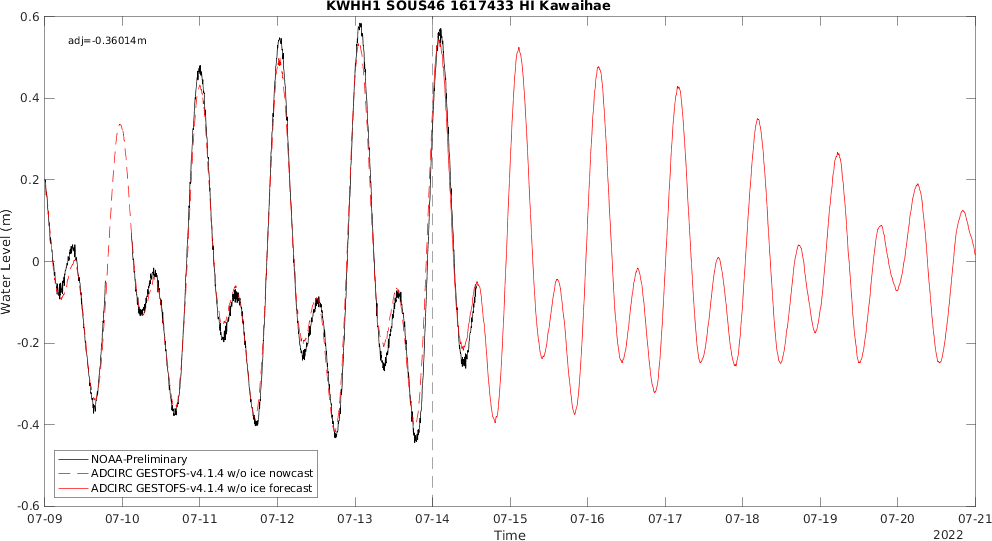 KWHH1 SOUS46 1617433 HI Kawaihae
adj=-0.36014m
0.6
0.4
0.2
0
-0.2
-0.4
-0.6
Water Level (m)
NOAA-Preliminary
ADCIRC GESTOFS-v4.1.4 w/o ice nowcast
ADCIRC GESTOFS-v4.1.4 w/o ice forecast
07-09 07-10 07-11 07-12 07-13 07-14 07-15 07-16 07-17 07-18 07-19 07-20 07-21
Time
2022